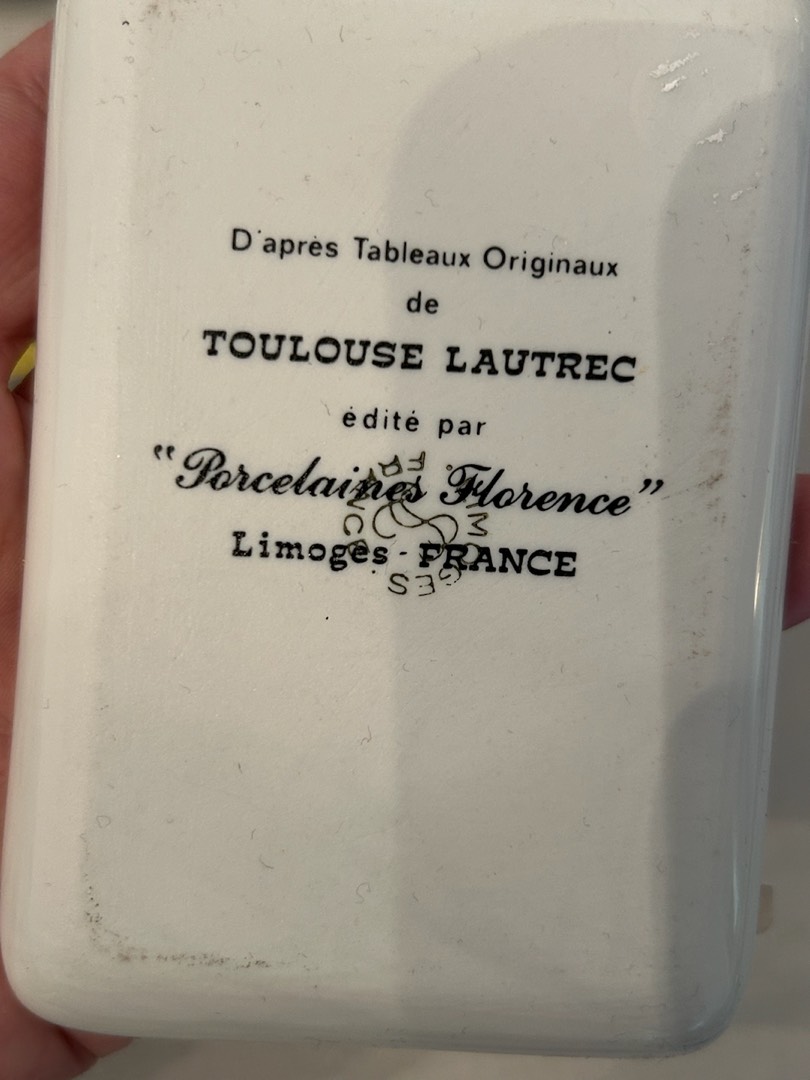 D'après Tableaux Originaux
de
TOULOUSE LAUTREC
édité par
"Porcelaines Florence"
Limoges - FRANCE